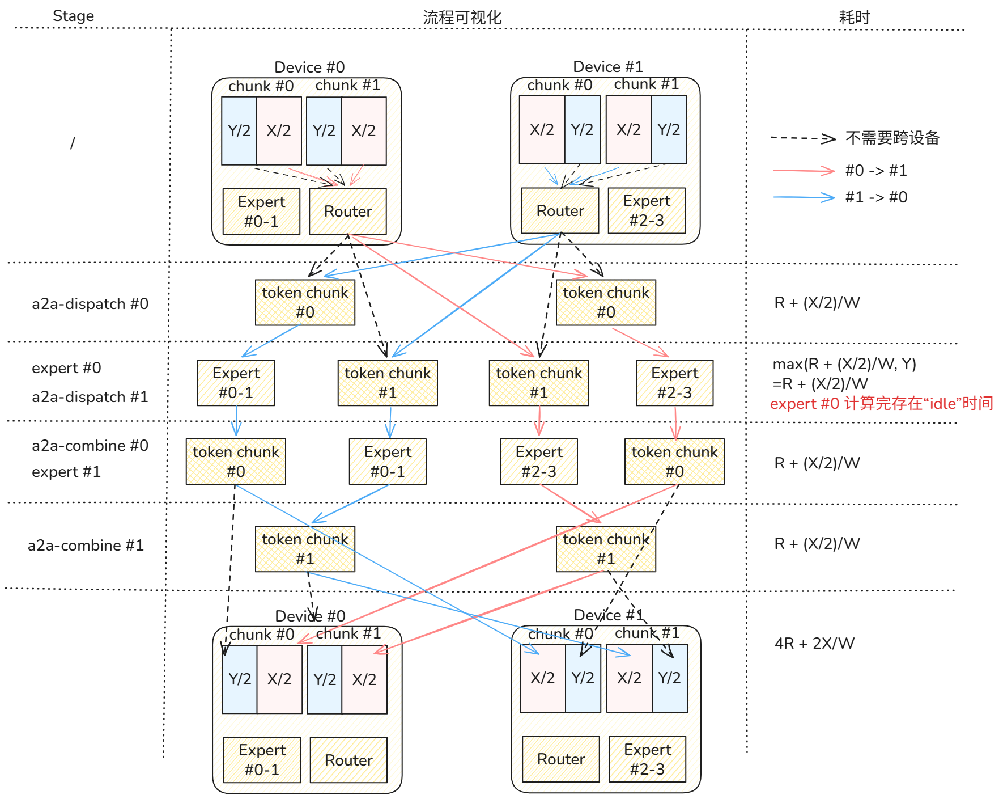 Stage
流程可视化
耗时
Device #0
Device #1
chunk #0
chunk #1
chunk #0
chunk #1
Y/2
X/2
Y/2
X/2
X/2
Y/2
X/2
Y/2
/
不需要跨设备
#0 -> #1
#1 -> #0
Expert
#0-1
Router
Router
Expert
#2-3
a2a-dispatch #0
token chunk
#0
token chunk
#0
R + (X/2)/W
expert #0
a2a-dispatch #1
Expert
#0-1
token chunk
#1
token chunk
#1
Expert
#2-3
max(R + (X/2)/W, Y)
=R + (X/2)/W
expert #0 计算完存在“idle”时间
a2a-combine #0
expert #1
token chunk
#0
Expert
#0-1
Expert
#2-3
token chunk
#0
R + (X/2)/W
a2a-combine #1
token chunk
#1
token chunk
#1
R + (X/2)/W
Device #0
Device #1
chunk #0
chunk #1
chunk #0
chunk #1
Y/2
X/2
Y/2
X/2
X/2
Y/2
X/2
Y/2
4R + 2X/W
Expert
#0-1
Router
Router
Expert
#2-3